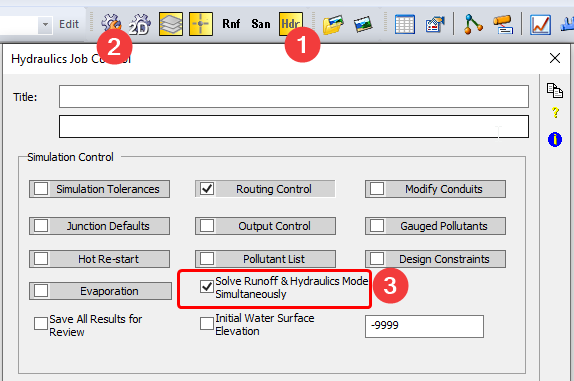 Edit
2D
Rnf
San
Hdr
2
1
Hydraulics Job Control
Title:
?
i
Simulation Control
Simulation Tolerances
Routing Control
Modify Conduits
Junction Defaults
Output Control
Gauged Pollutants
Hot Re-start
Pollutant List
Design Constraints
Evaporation
Solve Runoff & Hydraulics Mode
Simultaneously
3
Save All Results for
Review
Initial Water Surface
Elevation
-9999